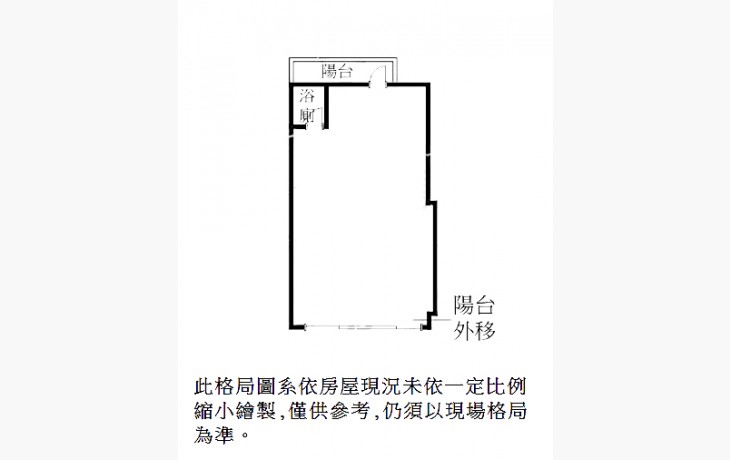 陽台
浴
廁
陽台
外移
此格局圖系依房屋現況未依一定比例
縮小繪製,僅供參考,仍須以現場格局
為準。